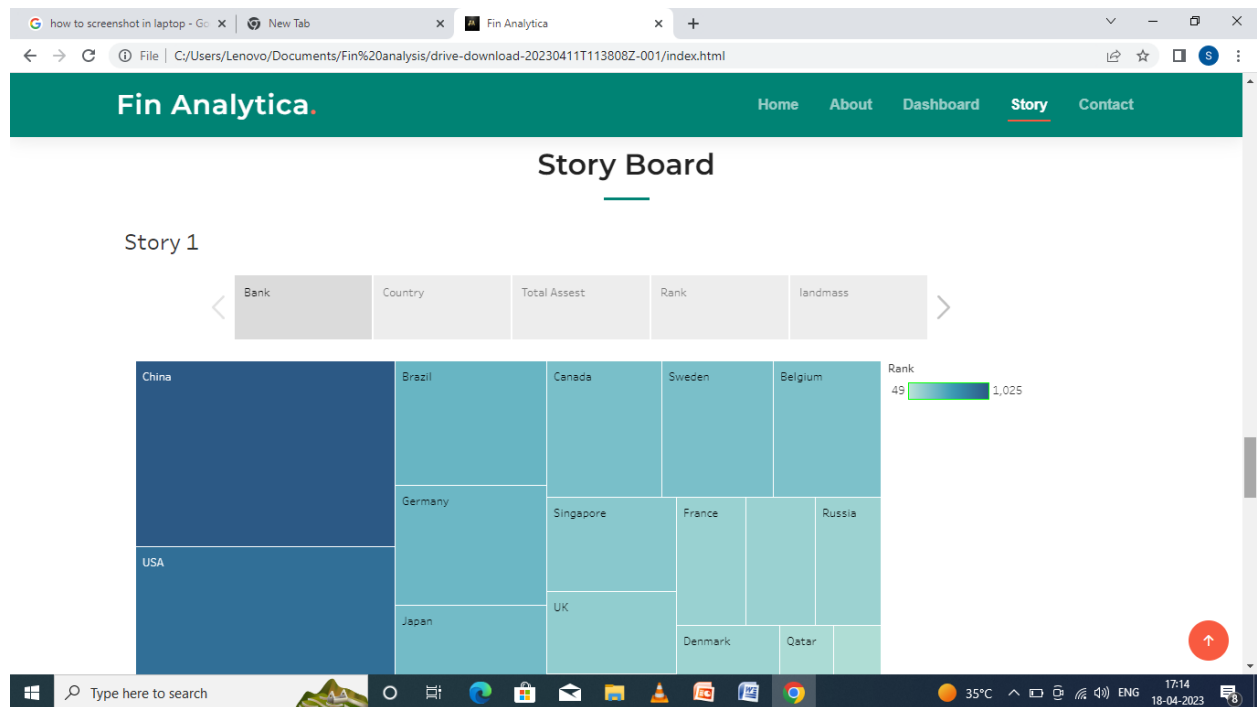 how to screenshot in laptop - Go
New Tab
Fin Analytica
File
C:/Users/Lenovo/Documents/Fin%20analysis/drive-download-20230411T113808Z-001/index.html
S
Fin Analytica.
Home About Dashboard Story Contact
Story Board
Story 1
Bank Country Total Assest Rank landmass
China
Brazil
Canada
Sweden
Belgium
Rank
49 1,025
Germany
Singapore
France
Russia
USA
UK
Japan
Denmark
Qatar
Type here to search
35°C
ENG
17:14
18-04-2023
8